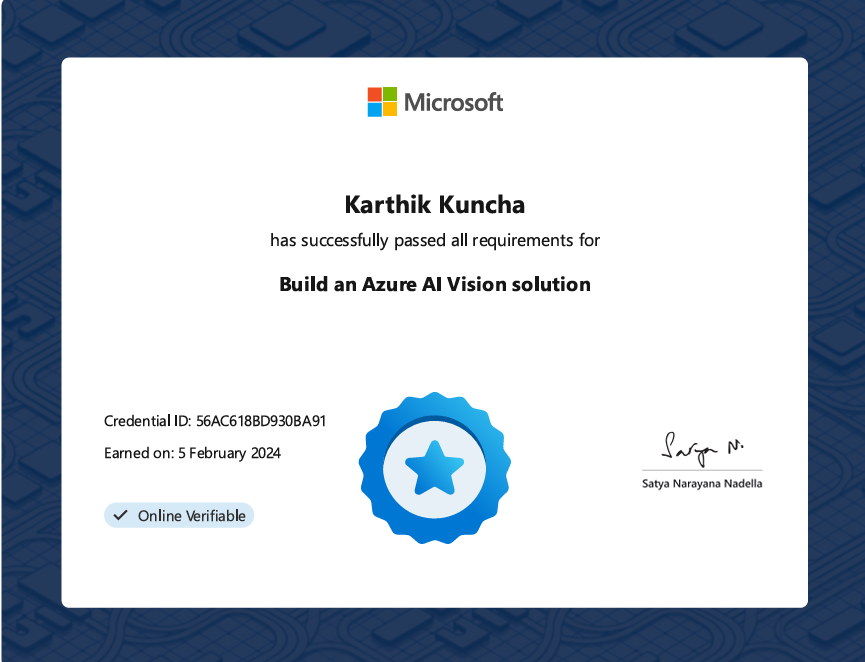 Microsoft
Karthik Kuncha
has successfully passed all requirements for
Build an Azure AI Vision solution
Credential ID: 56AC618BD930BA91
Earned on: 5 February 2024
Online Verifiable
Satya N.
Satya Narayana Nadella